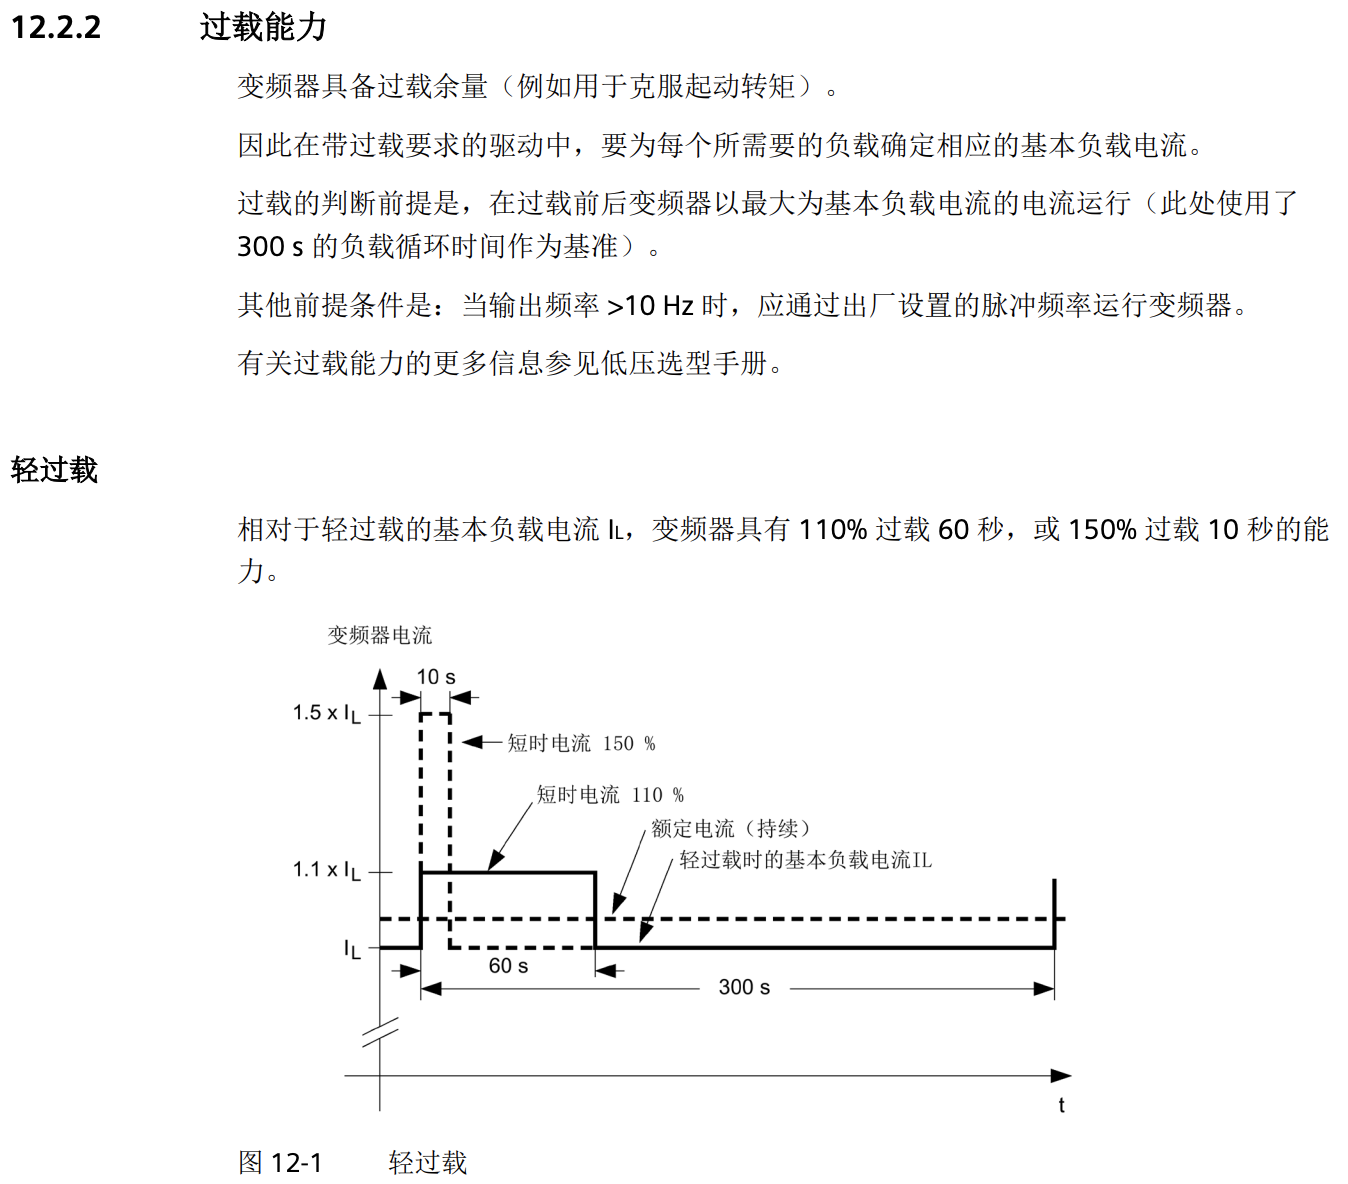 12.2.2 过载能力
变频器具备过载余量（例如用于克服起动转矩）。
因此在带过载要求的驱动中，要为每个所需要的负载确定相应的基本负载电流。
过载的判断前提是，在过载前后变频器以最大为基本负载电流的电流运行（此处使用了
300 s 的负载循环时间作为基准）。
其他前提条件是：当输出频率 >10 Hz 时，应通过出厂设置的脉冲频率运行变频器。
有关过载能力的更多信息参见低压选型手册。
轻过载
相对于轻过载的基本负载电流 IL，变频器具有 110% 过载 60 秒，或 150% 过载 10 秒的能
力。
变频器电流
10 s
1.5 x IL
短时电流 150 %
短时电流 110 %
额定电流（持续）
轻过载时的基本负载电流IL
1.1 x IL
IL
60 s
300 s
t
图 12-1 轻过载